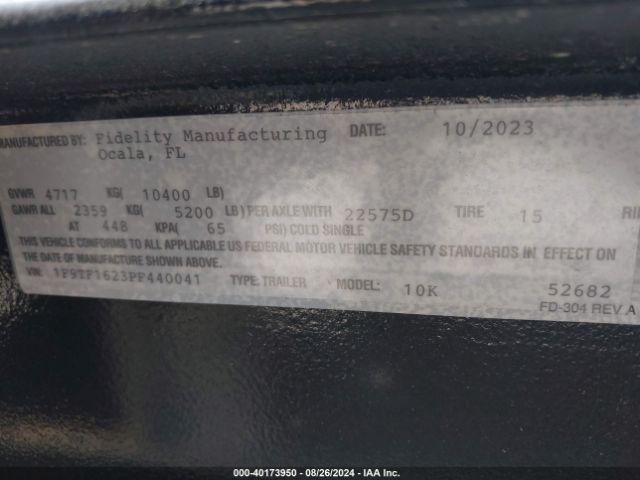 MANUFACTURED BY: Fidelity Manufacturing DATE: 10/2023
Ocala, FL
GVWR 4717 KG( 10400 LB)
GAWR ALL 2359 KG( 5200 LB) PER AXLE WITH 22575D TIRE 15 RI
AT 448 KPA( 65 PSI) COLD SINGLE
THIS VEHICLE CONFORMS TO ALL APPLICABLE US FEDERAL MOTOR VEHICLE SAFETY STANDARDS IN EFFECT ON
THE DATE OF MANUFACTURE SHOWN ABOVE.
VIN: 1F9TF1623PF440041 TYPE: TRAILER MODEL: 10K 52682
FD-304 REV. A
000-40173950 - 08/26/2024 - IAA Inc.